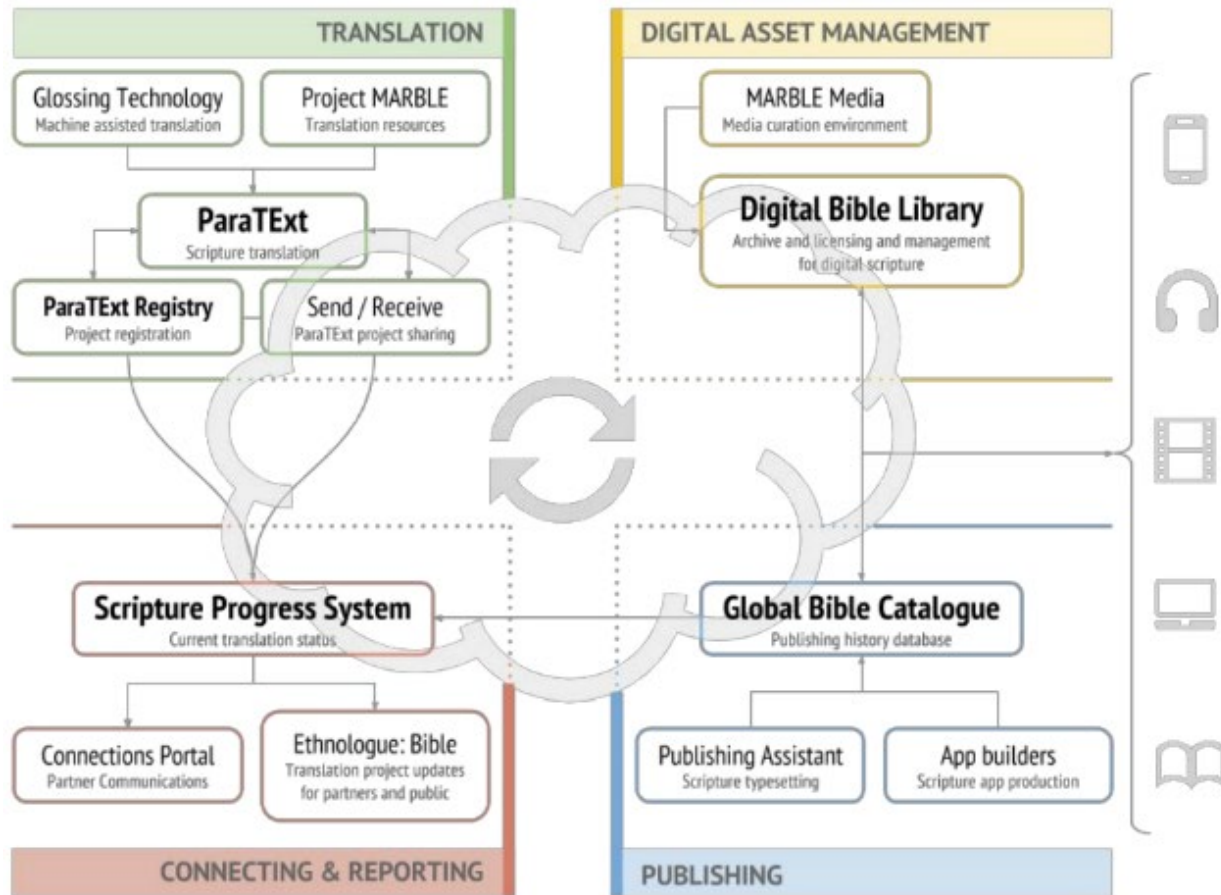 TRANSLATION
Glossing Technology
Machine assisted translation
Project MARBLE
Translation resources
ParaTExt
Scripture translation
ParaTExt Registry
Project registration
Send / Receive
ParaTExt project sharing
DIGITAL ASSET MANAGEMENT
MARBLE Media
Media curation environment
Digital Bible Library
Archive and licensing and management
for digital scripture
Scripture Progress System
Current translation status
Connections Portal
Partner Communications
Ethnologue: Bible
Translation project updates
for partners and public
CONNECTING & REPORTING
Global Bible Catalogue
Publishing history database
Publishing Assistant
Scripture typesetting
App builders
Scripture app production
PUBLISHING